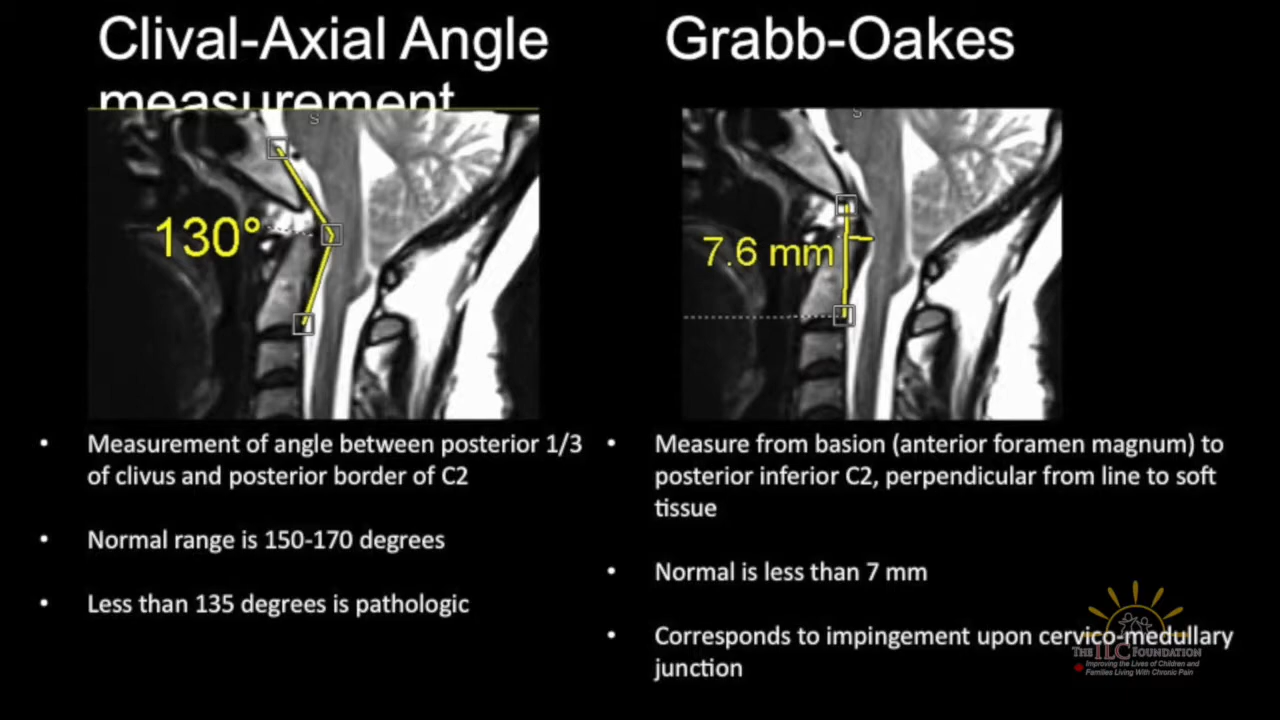 Clival-Axial Angle
measurement
S
130°
• Measurement of angle between posterior 1/3
of clivus and posterior border of C2
• Normal range is 150-170 degrees
• Less than 135 degrees is pathologic
Grabb-Oakes
S
7.6 mm
• Measure from basion (anterior foramen magnum) to
posterior inferior C2, perpendicular from line to soft
tissue
• Normal is less than 7 mm
• Corresponds to impingement upon cervico-medullary
junction
THE ILC FOUNDATION
Improving the Lives of Children and
Families Living With Chronic Pain